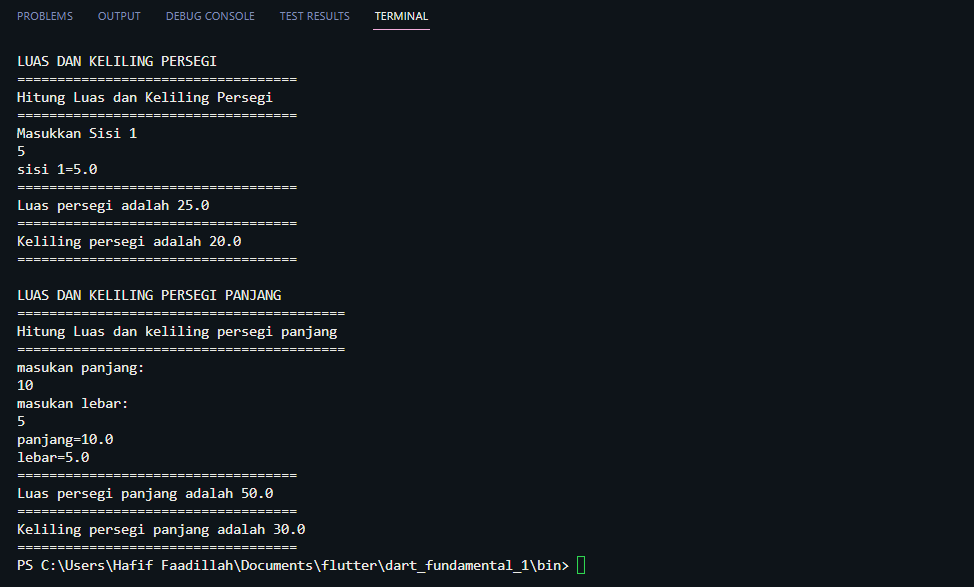 PROBLEMS OUTPUT DEBUG CONSOLE TEST RESULTS TERMINAL
LUAS DAN KELILING PERSEGI
===================================
Hitung Luas dan Keliling Persegi
===================================
Masukkan Sisi 1
5
sisi 1=5.0
===================================
Luas persegi adalah 25.0
===================================
Keliling persegi adalah 20.0
===================================
LUAS DAN KELILING PERSEGI PANJANG
=========================================
Hitung Luas dan keliling persegi panjang
=========================================
masukan panjang:
10
masukan lebar:
5
panjang=10.0
lebar=5.0
===================================
Luas persegi panjang adalah 50.0
===================================
Keliling persegi panjang adalah 30.0
===================================
PS C:\Users\Hafif Faadillah\Documents\flutter\dart_fundamental_1\bin>